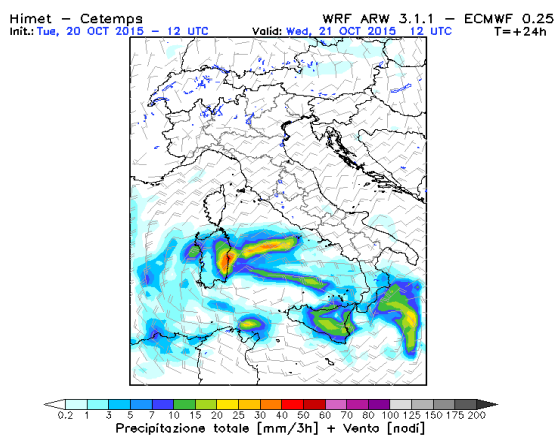 Himet – Cetemps WRF ARW 3.1.1 – ECMWF 0.25
Init.: Tue, 20 OCT 2015 – 12 UTC Valid: Wed, 21 OCT 2015 12 UTC T=+24h
0.2 1 3 5 7 10 15 20 25 30 40 50 60 70 80 100 125 150 175 200
Precipitazione totale [mm/3h] + Vento [nodi]